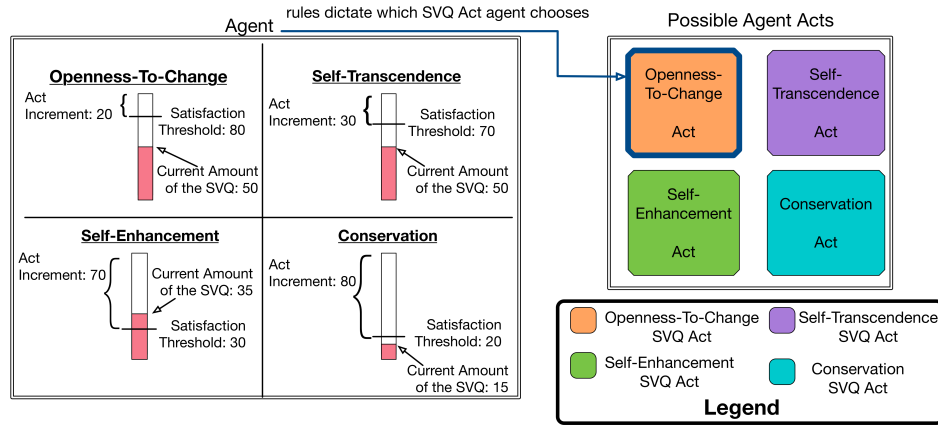 rules dictate which SVQ Act agent chooses
Agent
Possible Agent Acts
Openness-To-Change
Act
Increment: 20
Satisfaction
Threshold: 80
Current Amount
of the SVQ: 50
Self-Transcendence
Act
Increment: 30
Satisfaction
Threshold: 70
Current Amount
of the SVQ: 50
Self-Enhancement
Act
Increment: 70
Current Amount
of the SVQ: 35
Satisfaction
Threshold: 30
Conservation
Act
Increment: 80
Satisfaction
Threshold: 20
Current Amount
of the SVQ: 15
Openness-
To-Change
Act
Self-
Transcendence
Act
Self-
Enhancement
Act
Conservation
Act
Openness-To-Change
SVQ Act
Self-Transcendence
SVQ Act
Self-Enhancement
SVQ Act
Conservation
SVQ Act
Legend